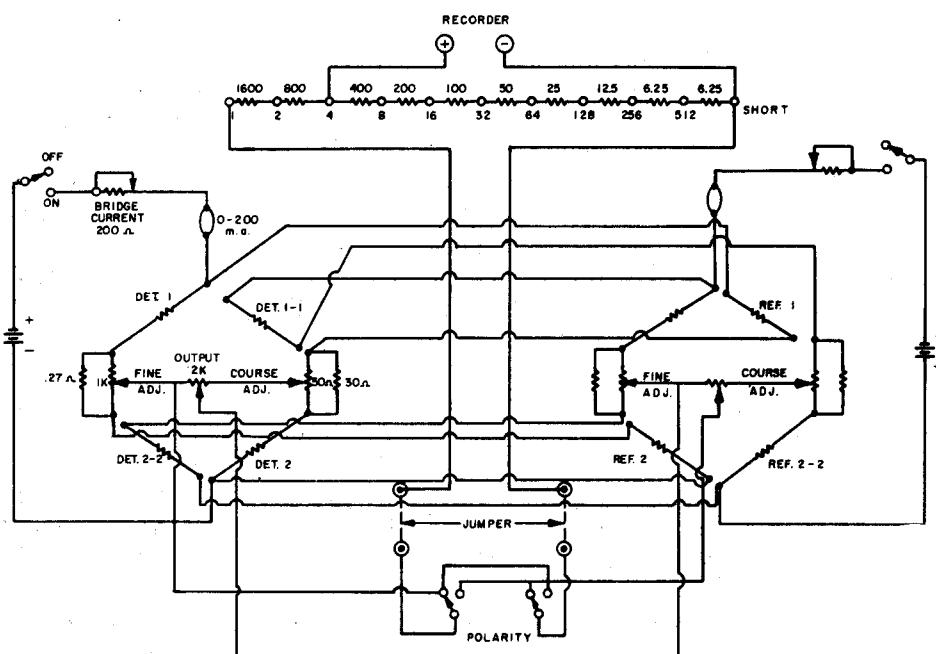 RECORDER
+ -
1600 800 400 200 100 50 25 12.5 6.25 6.25
1 2 4 8 16 32 64 128 256 512 SHORT
OFF
ON
BRIDGE
CURRENT
200 Ω
0-200
m.a.
DET. 1
DET. 1-1
REF. 1
+
-
.27 Ω
1K
FINE
ADJ.
OUTPUT
2K
COURSE
ADJ.
50Ω
30Ω
FINE
ADJ.
COURSE
ADJ.
DET. 2-2
DET. 2
REF. 2
REF. 2-2
JUMPER
POLARITY